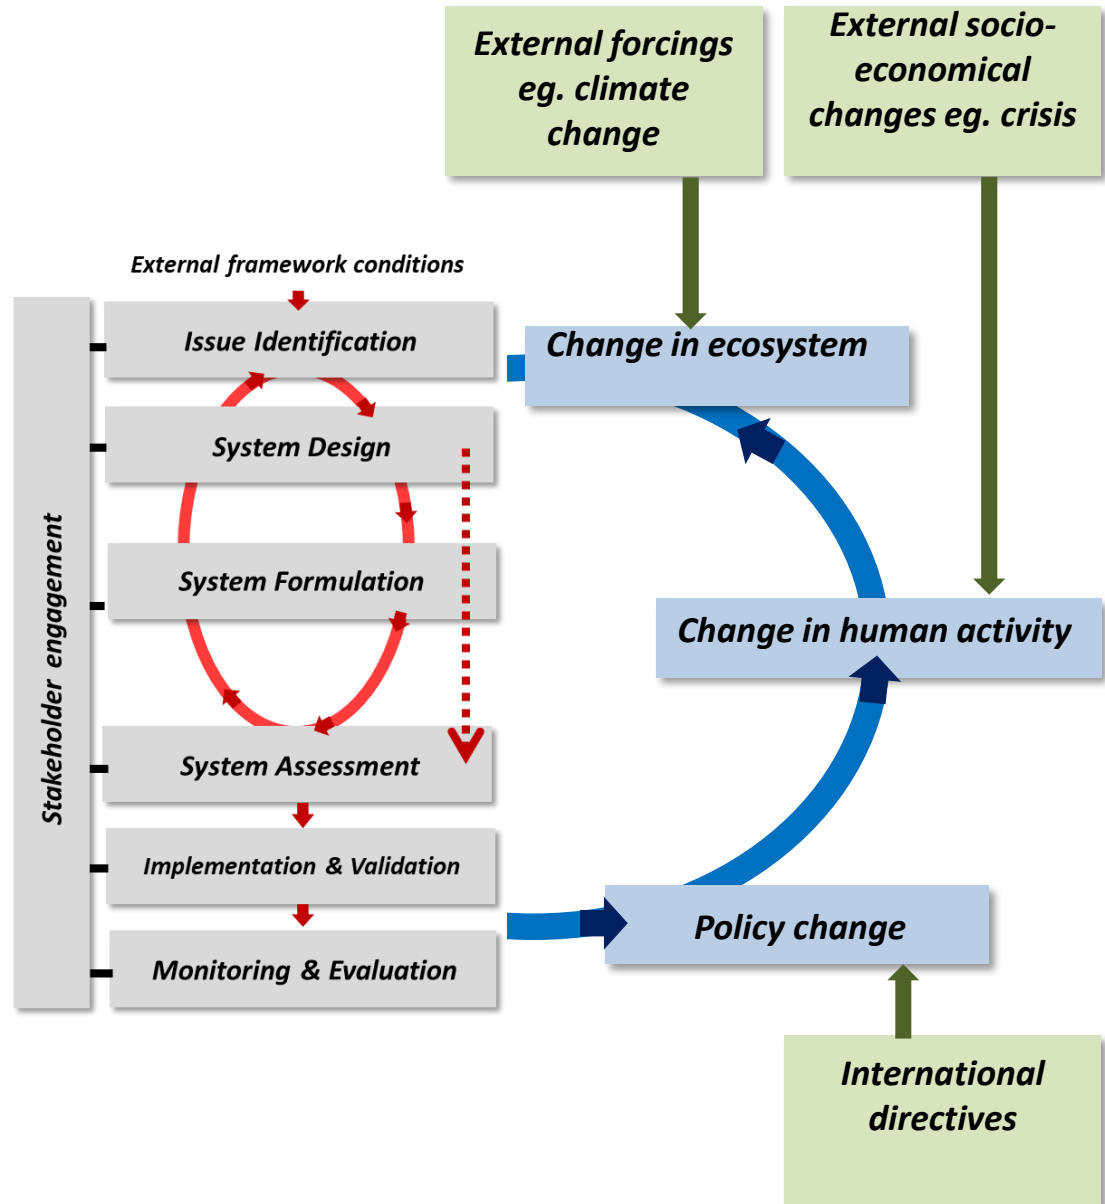 External forcings
eg. climate
change
External socio-
economical
changes eg. crisis
External framework conditions
Issue Identification
Change in ecosystem
System Design
Stakeholder engagement
System Formulation
Change in human activity
System Assessment
Implementation & Validation
Policy change
Monitoring & Evaluation
International
directives